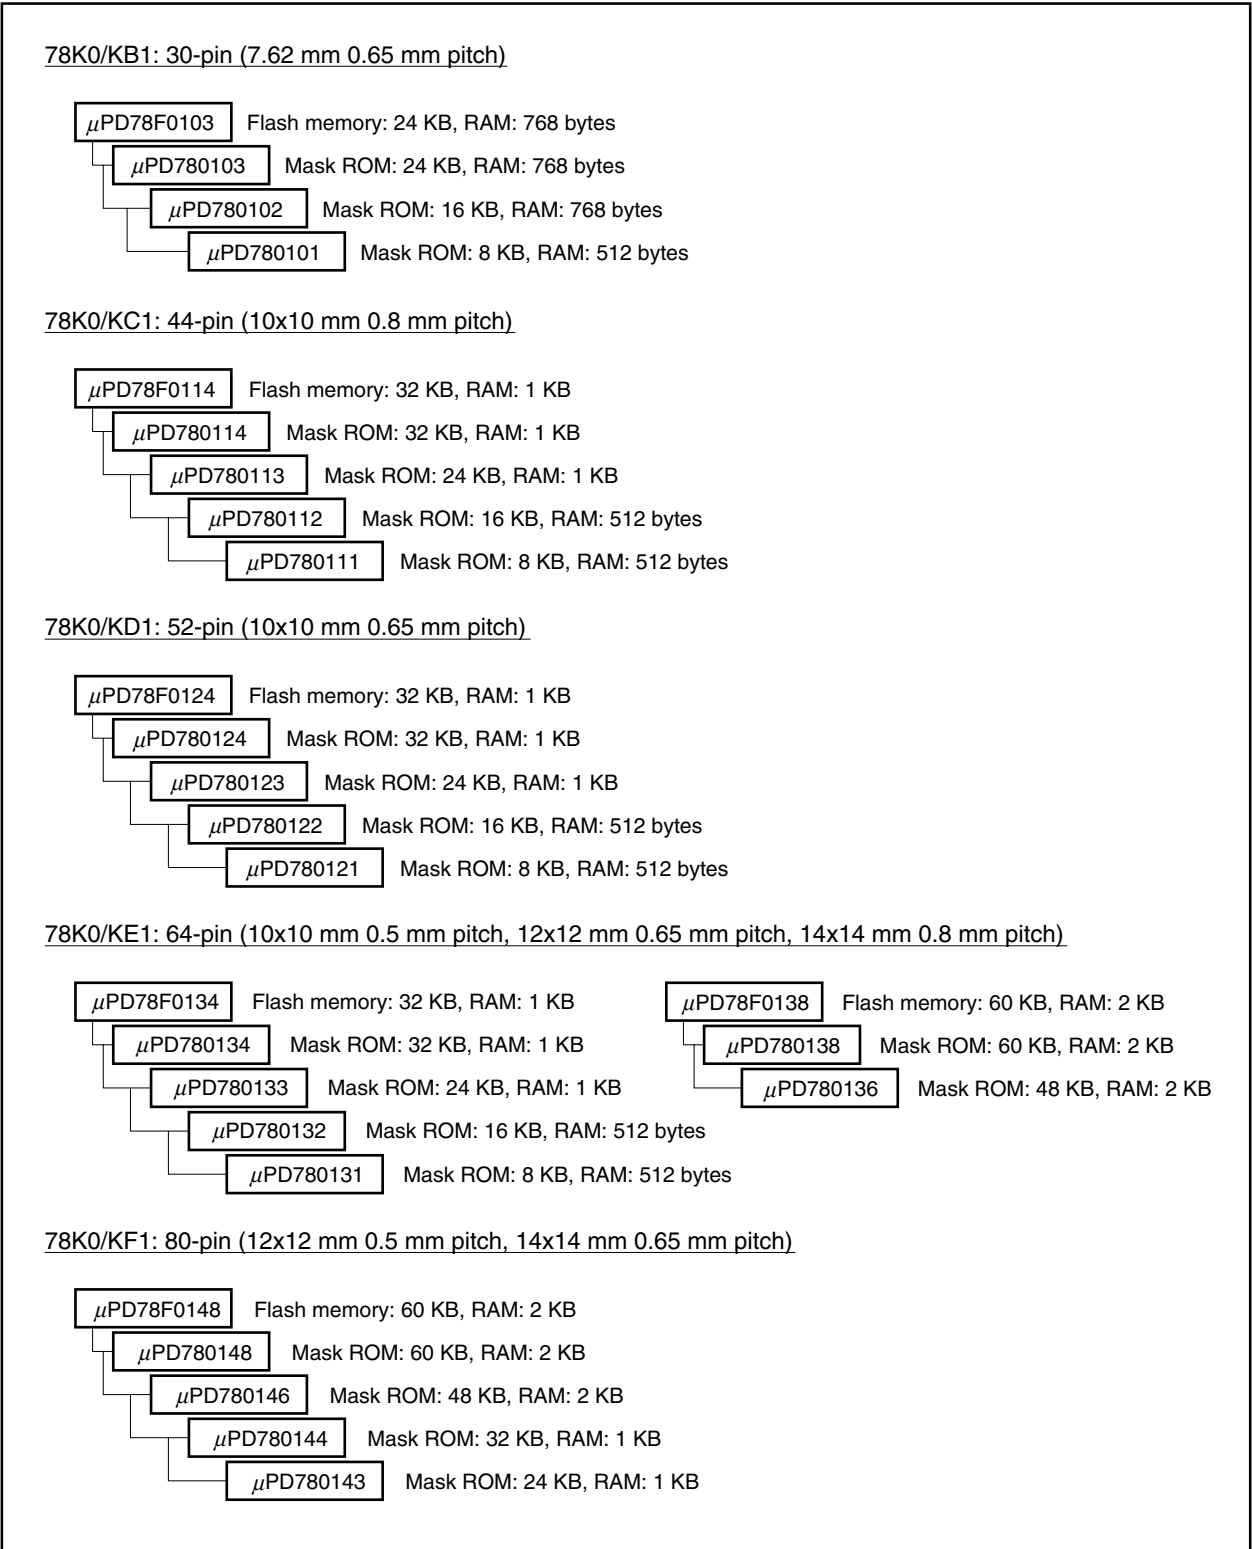 78K0/KB1: 30-pin (7.62 mm 0.65 mm pitch)
μPD78F0103 Flash memory: 24 KB, RAM: 768 bytes
μPD780103 Mask ROM: 24 KB, RAM: 768 bytes
μPD780102 Mask ROM: 16 KB, RAM: 768 bytes
μPD780101 Mask ROM: 8 KB, RAM: 512 bytes
78K0/KC1: 44-pin (10x10 mm 0.8 mm pitch)
μPD78F0114 Flash memory: 32 KB, RAM: 1 KB
μPD780114 Mask ROM: 32 KB, RAM: 1 KB
μPD780113 Mask ROM: 24 KB, RAM: 1 KB
μPD780112 Mask ROM: 16 KB, RAM: 512 bytes
μPD780111 Mask ROM: 8 KB, RAM: 512 bytes
78K0/KD1: 52-pin (10x10 mm 0.65 mm pitch)
μPD78F0124 Flash memory: 32 KB, RAM: 1 KB
μPD780124 Mask ROM: 32 KB, RAM: 1 KB
μPD780123 Mask ROM: 24 KB, RAM: 1 KB
μPD780122 Mask ROM: 16 KB, RAM: 512 bytes
μPD780121 Mask ROM: 8 KB, RAM: 512 bytes
78K0/KE1: 64-pin (10x10 mm 0.5 mm pitch, 12x12 mm 0.65 mm pitch, 14x14 mm 0.8 mm pitch)
μPD78F0134 Flash memory: 32 KB, RAM: 1 KB
μPD780134 Mask ROM: 32 KB, RAM: 1 KB
μPD780133 Mask ROM: 24 KB, RAM: 1 KB
μPD780132 Mask ROM: 16 KB, RAM: 512 bytes
μPD780131 Mask ROM: 8 KB, RAM: 512 bytes
μPD78F0138 Flash memory: 60 KB, RAM: 2 KB
μPD780138 Mask ROM: 60 KB, RAM: 2 KB
μPD780136 Mask ROM: 48 KB, RAM: 2 KB
78K0/KF1: 80-pin (12x12 mm 0.5 mm pitch, 14x14 mm 0.65 mm pitch)
μPD78F0148 Flash memory: 60 KB, RAM: 2 KB
μPD780148 Mask ROM: 60 KB, RAM: 2 KB
μPD780146 Mask ROM: 48 KB, RAM: 2 KB
μPD780144 Mask ROM: 32 KB, RAM: 1 KB
μPD780143 Mask ROM: 24 KB, RAM: 1 KB